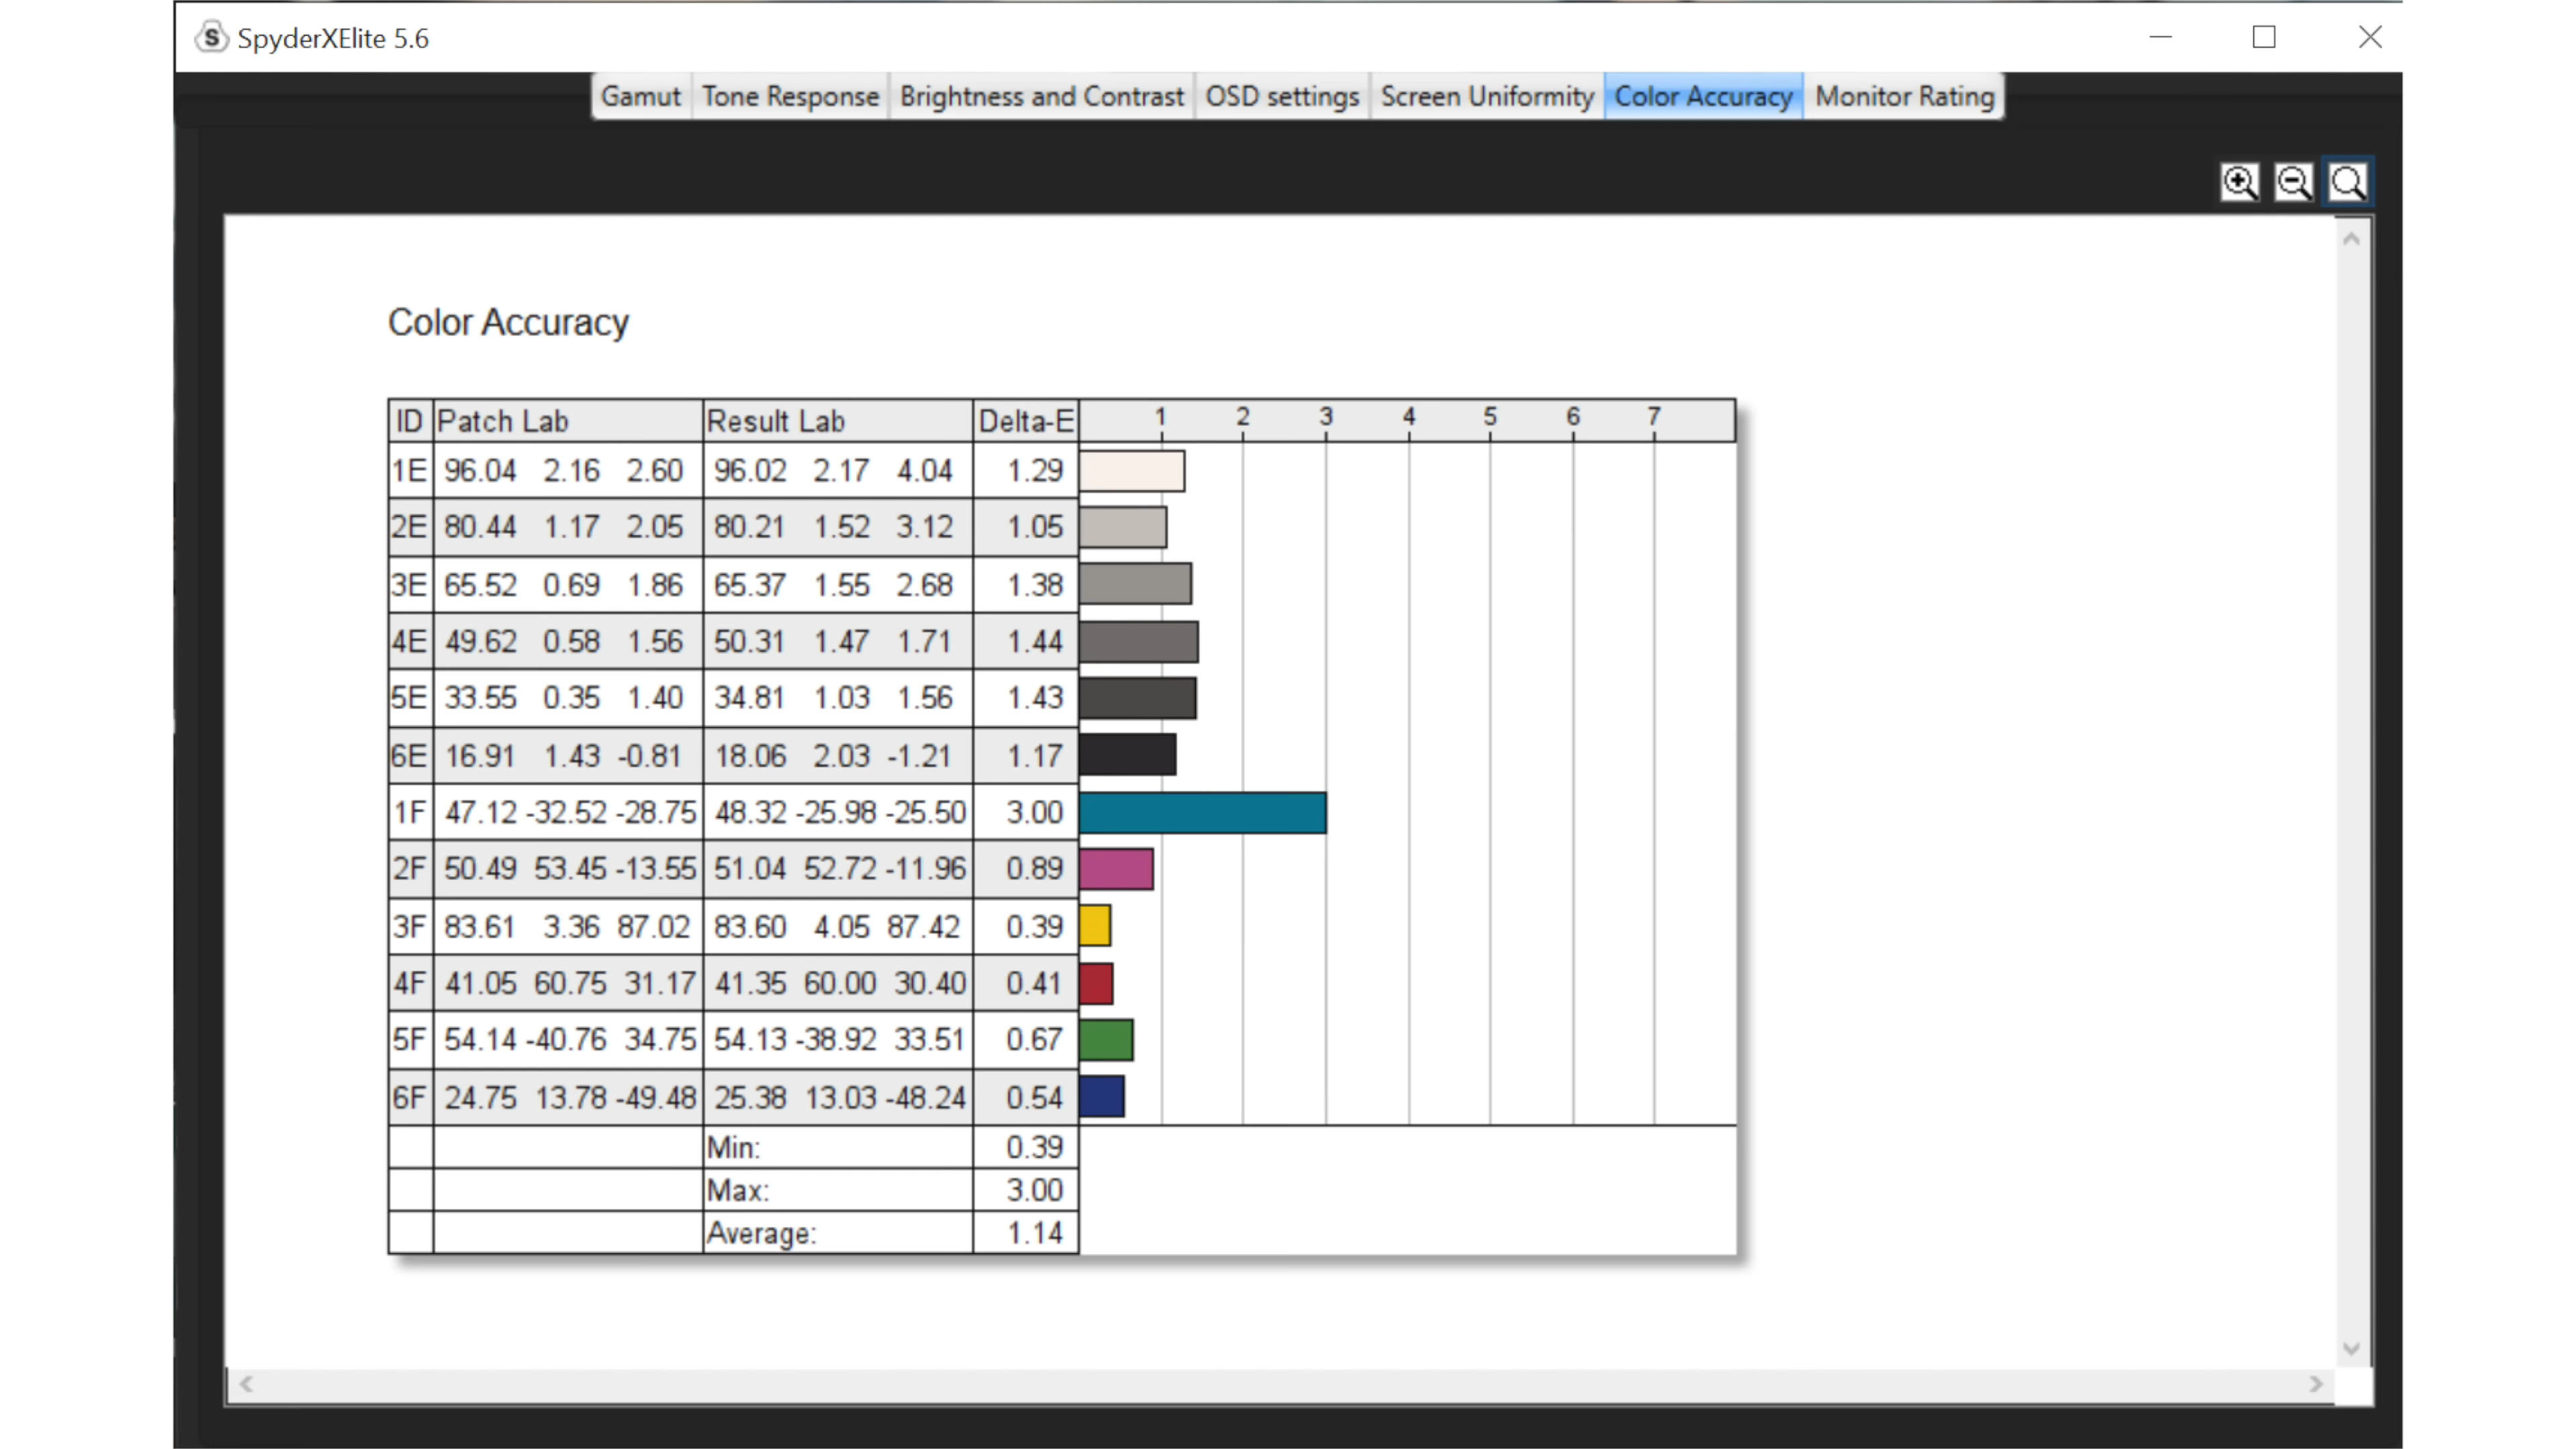 SpyderXElite 5.6
Gamut Tone Response Brightness and Contrast OSD settings Screen Uniformity Color Accuracy Monitor Rating
Color Accuracy
ID Patch Lab Result Lab Delta-E 1 2 3 4 5 6 7
1E 96.04 2.16 2.60 96.02 2.17 4.04 1.29
2E 80.44 1.17 2.05 80.21 1.52 3.12 1.05
3E 65.52 0.69 1.86 65.37 1.55 2.68 1.38
4E 49.62 0.58 1.56 50.31 1.47 1.71 1.44
5E 33.55 0.35 1.40 34.81 1.03 1.56 1.43
6E 16.91 1.43 -0.81 18.06 2.03 -1.21 1.17
1F 47.12 -32.52 -28.75 48.32 -25.98 -25.50 3.00
2F 50.49 53.45 -13.55 51.04 52.72 -11.96 0.89
3F 83.61 3.36 87.02 83.60 4.05 87.42 0.39
4F 41.05 60.75 31.17 41.35 60.00 30.40 0.41
5F 54.14 -40.76 34.75 54.13 -38.92 33.51 0.67
6F 24.75 13.78 -49.48 25.38 13.03 -48.24 0.54
Min: 0.39
Max: 3.00
Average: 1.14